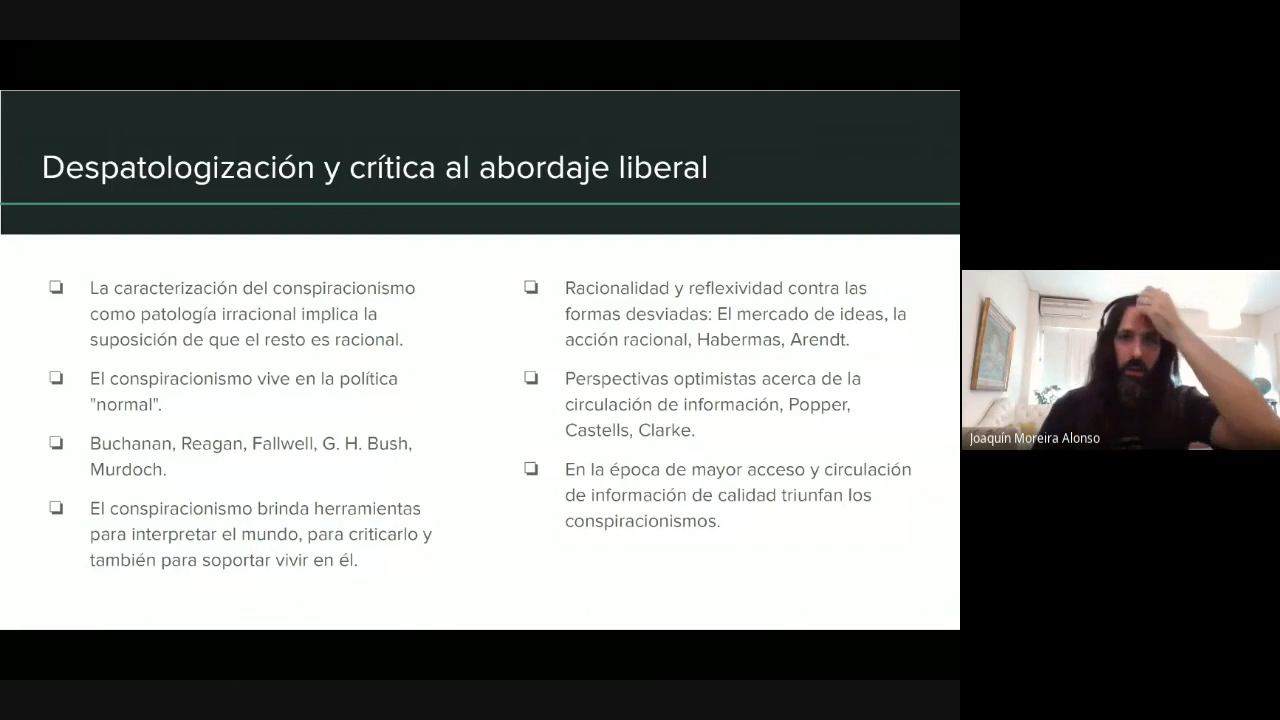 Despatologización y crítica al abordaje liberal
La caracterización del conspiracionismo
como patología irracional implica la
suposición de que el resto es racional.
El conspiracionismo vive en la política
"normal".
Buchanan, Reagan, Fallwell, G. H. Bush,
Murdoch.
El conspiracionismo brinda herramientas
para interpretar el mundo, para criticarlo y
también para soportar vivir en él.
Racionalidad y reflexividad contra las
formas desviadas: El mercado de ideas, la
acción racional, Habermas, Arendt.
Perspectivas optimistas acerca de la
circulación de información, Popper,
Castells, Clarke.
En la época de mayor acceso y circulación
de información de calidad triunfan los
conspiracionismos.
Joaquín Moreira Alonso